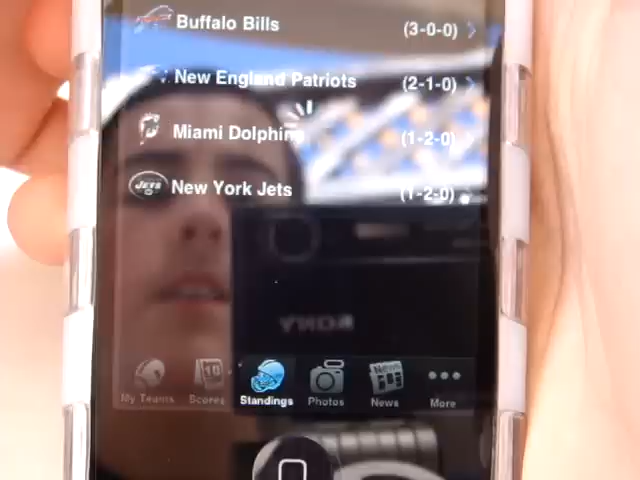 Buffalo Bills (3-0-0)
New England Patriots (2-1-0)
Miami Dolphins (1-2-0)
JETS New York Jets (1-2-0)
SONY
My Teams Scores Standings Photos News More